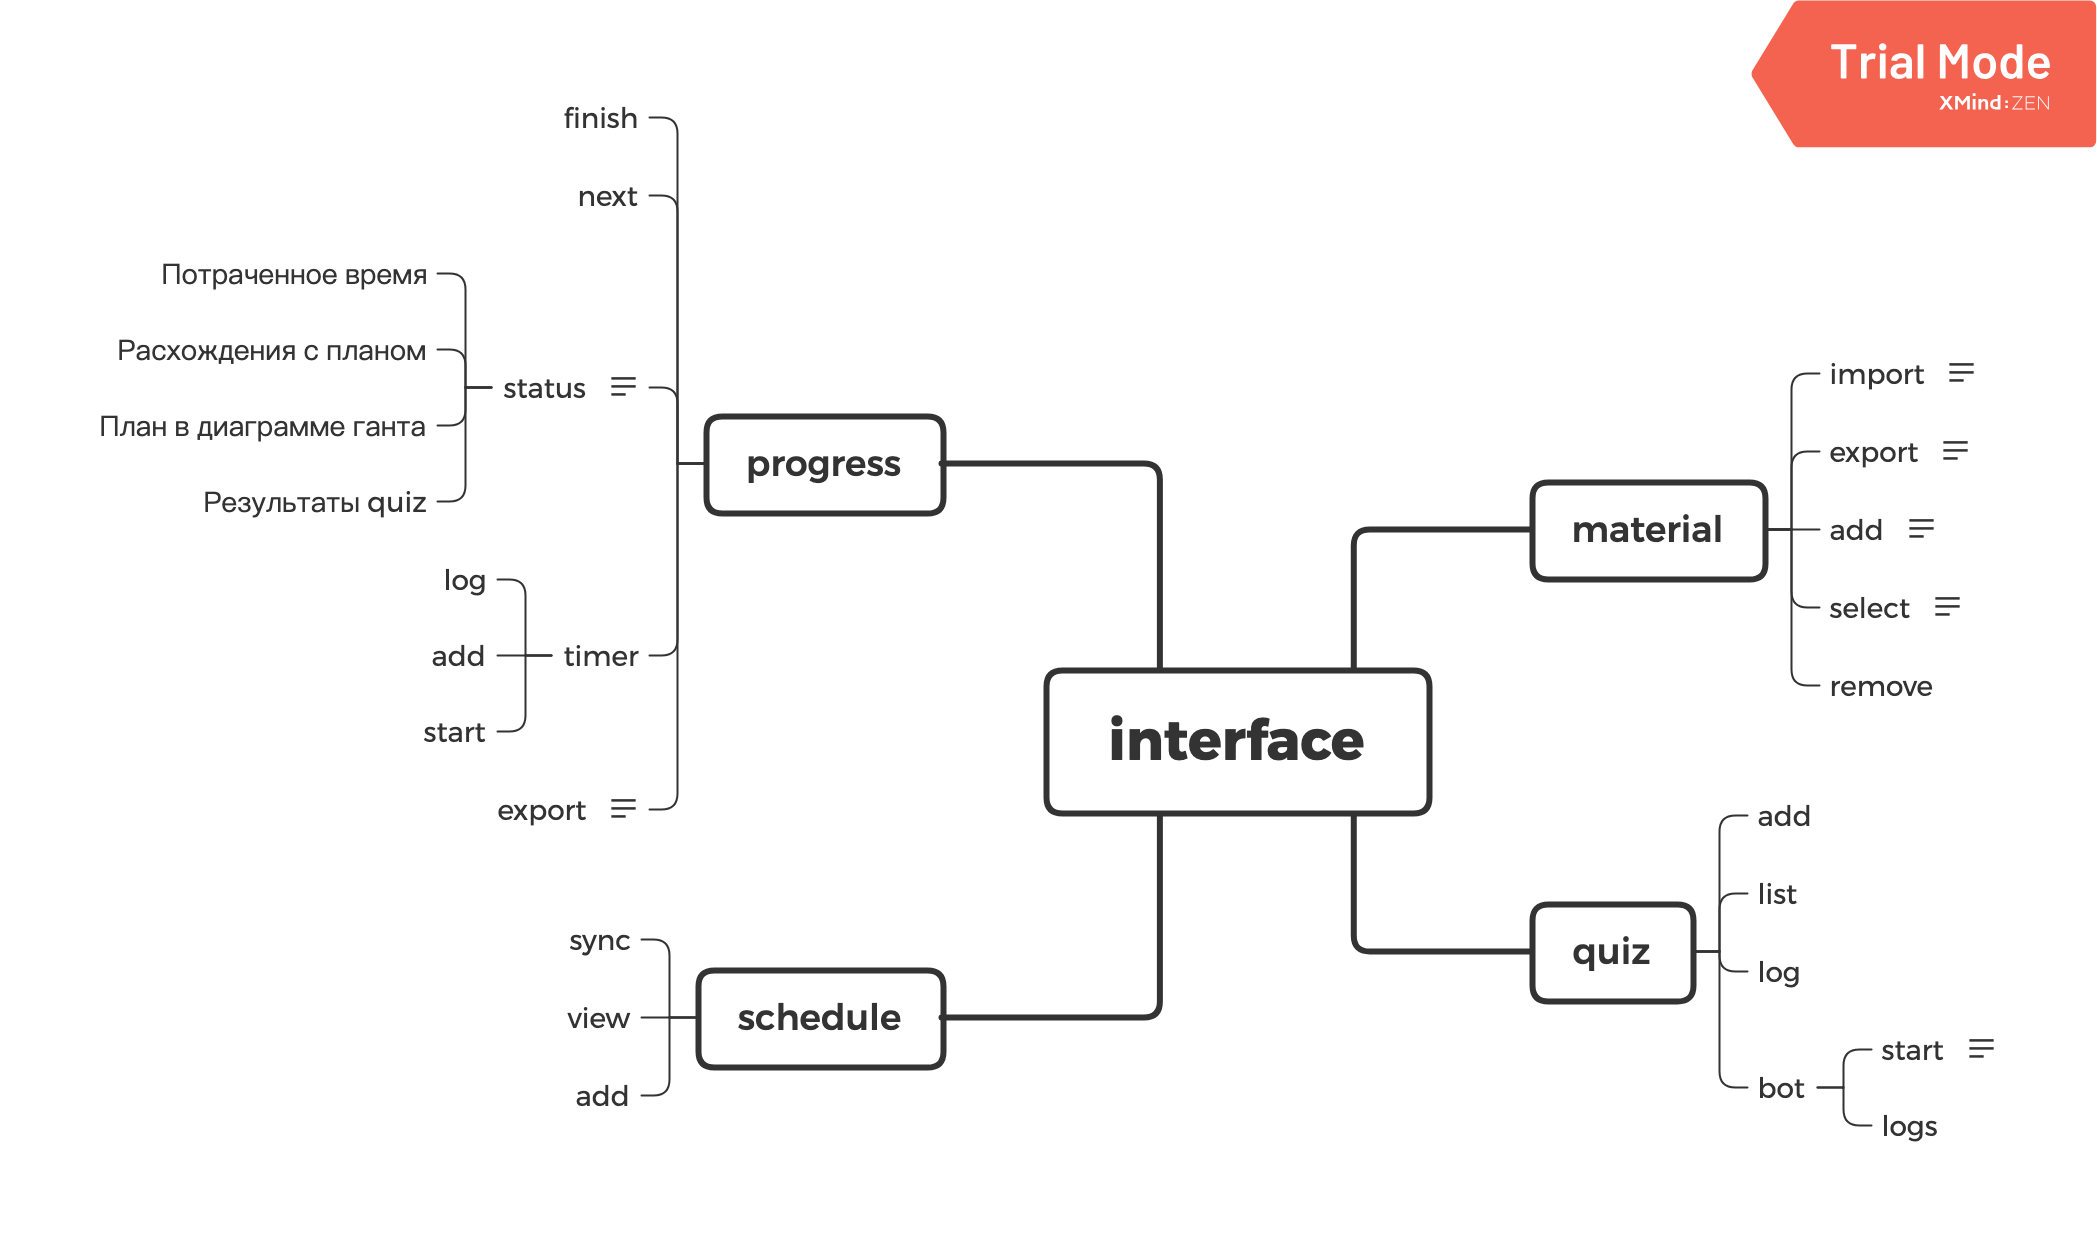 Trial Mode
XMind:ZEN
interface
progress
finish
next
status
Потраченное время
Расхождения с планом
План в диаграмме ганта
Результаты quiz
timer
log
add
start
export
schedule
sync
view
add
material
import
export
add
select
remove
quiz
add
list
log
bot
start
logs